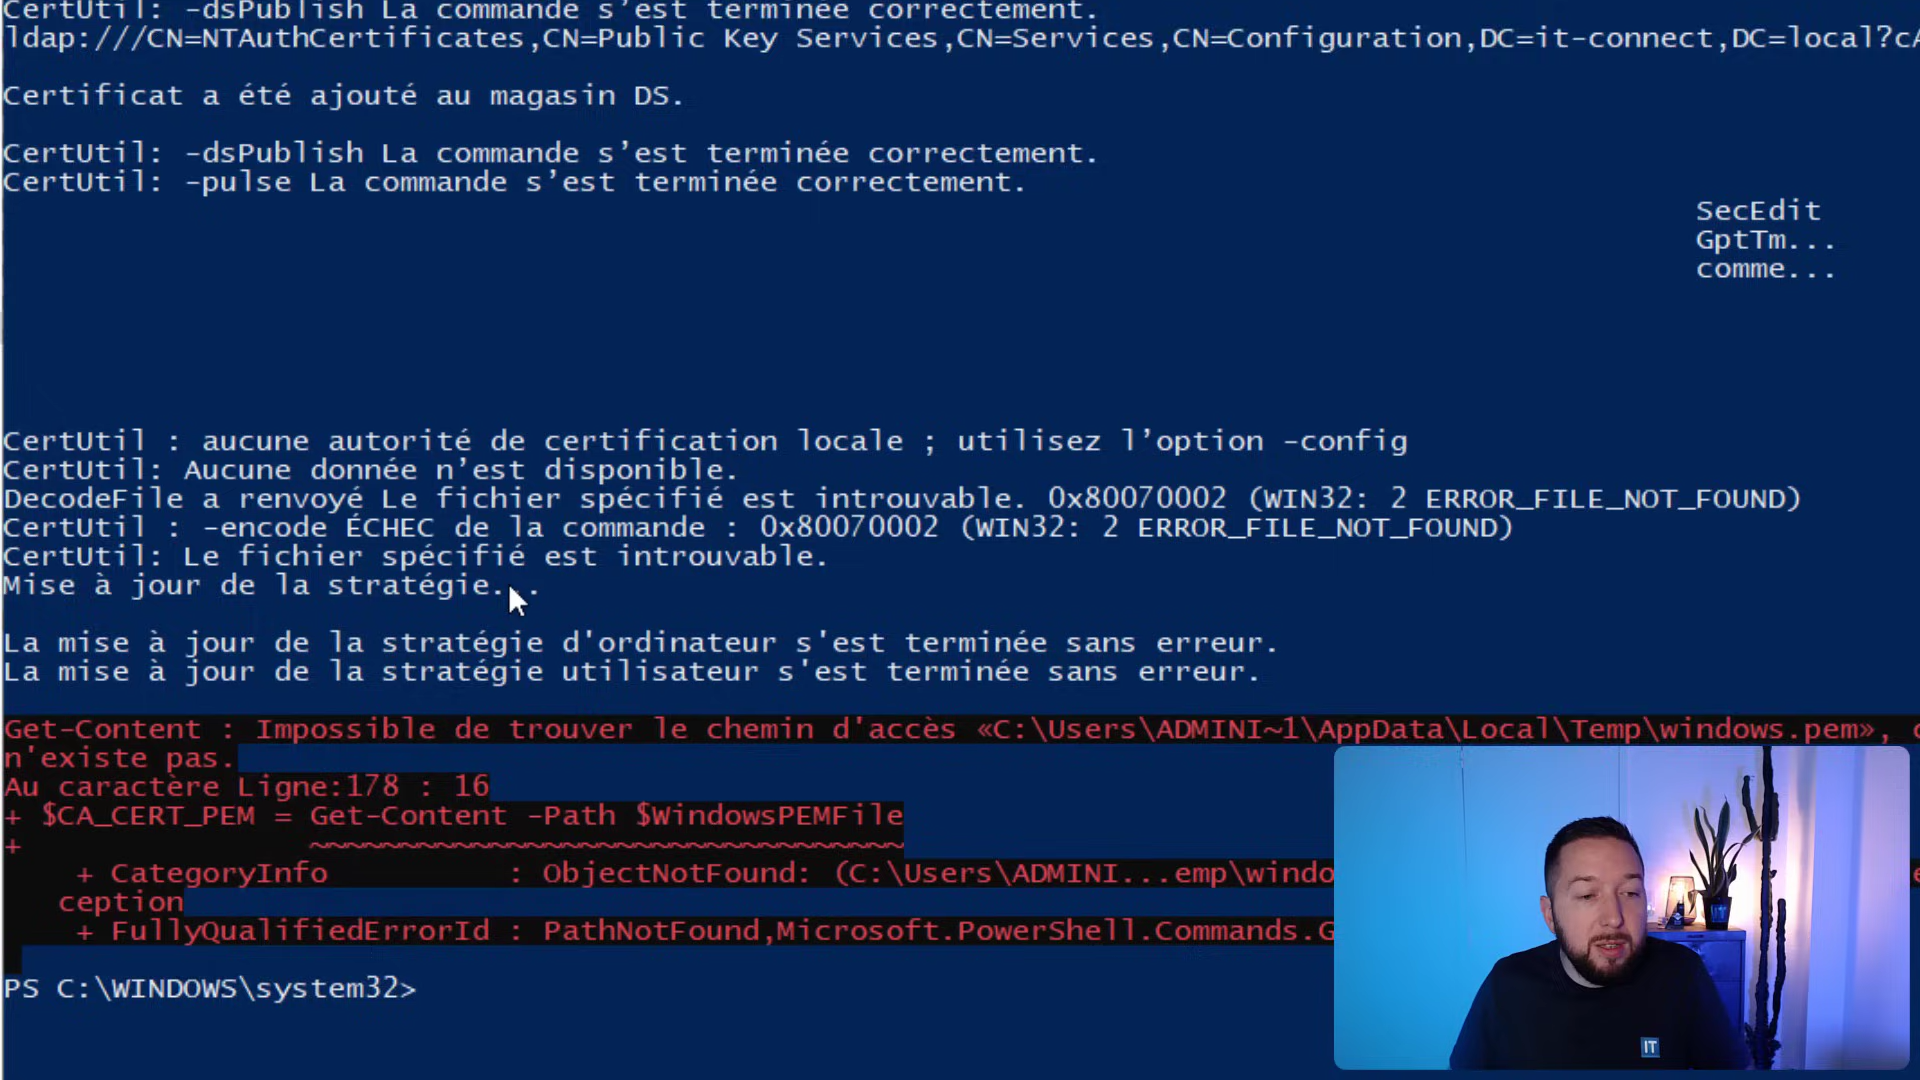 CertUtil: -dsPublish La commande s’est terminée correctement.
ldap:///CN=NTAuthCertificates,CN=Public Key Services,CN=Services,CN=Configuration,DC=it-connect,DC=local?cA
Certificat a été ajouté au magasin DS.
CertUtil: -dsPublish La commande s’est terminée correctement.
CertUtil: -pulse La commande s’est terminée correctement.
SecEdit
GptTm...
comme...
CertUtil : aucune autorité de certification locale ; utilisez l’option -config
CertUtil: Aucune donnée n’est disponible.
DecodeFile a renvoyé Le fichier spécifié est introuvable. 0x80070002 (WIN32: 2 ERROR_FILE_NOT_FOUND)
CertUtil : -encode ÉCHEC de la commande : 0x80070002 (WIN32: 2 ERROR_FILE_NOT_FOUND)
CertUtil: Le fichier spécifié est introuvable.
Mise à jour de la stratégie...
La mise à jour de la stratégie d'ordinateur s'est terminée sans erreur.
La mise à jour de la stratégie utilisateur s'est terminée sans erreur.
Get-Content : Impossible de trouver le chemin d'accès «C:\Users\ADMINI~1\AppData\Local\Temp\windows.pem»,
n'existe pas.
Au caractère Ligne:178 : 16
+ $CA_CERT_PEM = Get-Content -Path $WindowsPEMFile
+ ~~~~~~~~~~~~~~~~~~~~~~~~~~~~~~~~~
+ CategoryInfo : ObjectNotFound: (C:\Users\ADMINI...emp\windo
ception
+ FullyQualifiedErrorId : PathNotFound,Microsoft.PowerShell.Commands.G
PS C:\WINDOWS\system32>
IT